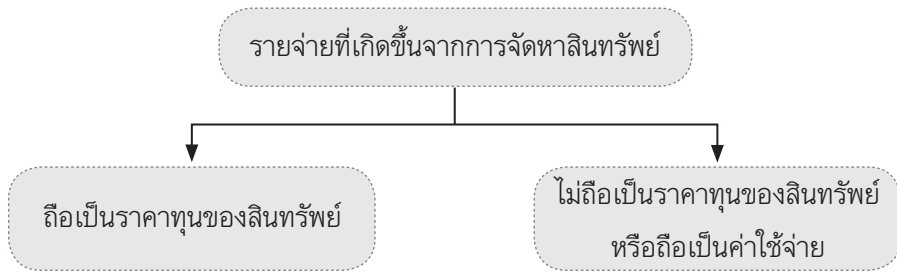 รายจ่ายที่เกิดขึ้นจากการจัดหาสินทรัพย์
ถือเป็นราคาทุนของสินทรัพย์
ไม่ถือเป็นราคาทุนของสินทรัพย์
หรือถือเป็นค่าใช้จ่าย